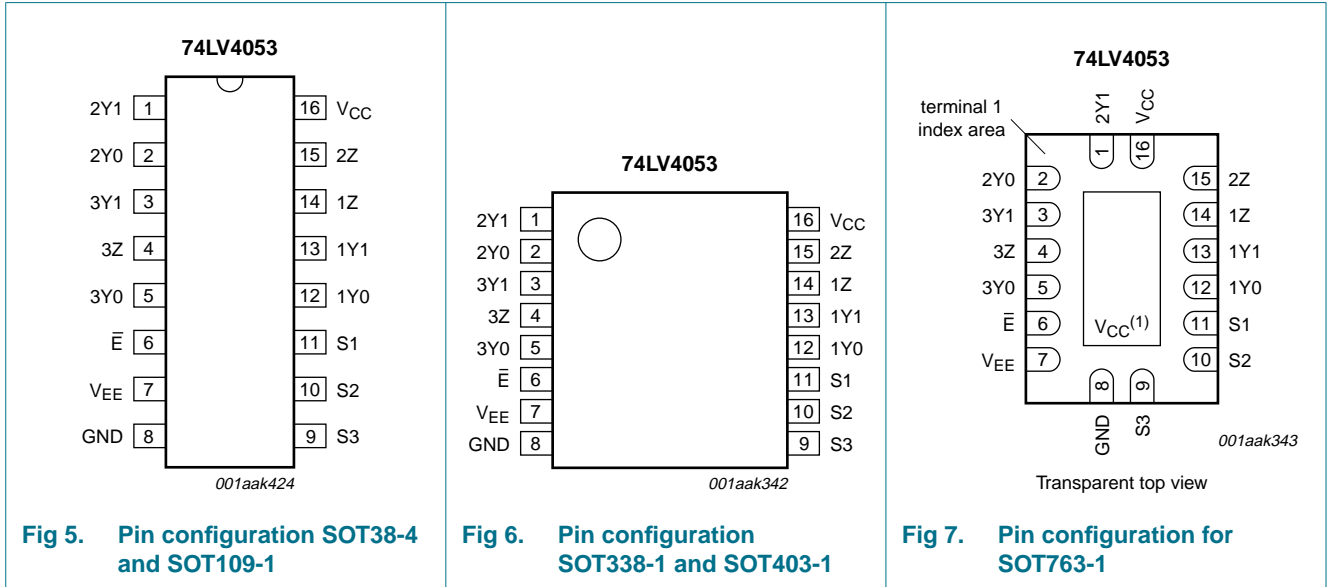 74LV4053
2Y1 1 16 VCC
2Y0 2 15 2Z
3Y1 3 14 1Z
3Z 4 13 1Y1
3Y0 5 12 1Y0
E̅ 6 11 S1
VEE 7 10 S2
GND 8 9 S3
001aak424
Fig 5. Pin configuration SOT38-4
and SOT109-1
74LV4053
2Y1 1 16 VCC
2Y0 2 15 2Z
3Y1 3 14 1Z
3Z 4 13 1Y1
3Y0 5 12 1Y0
E̅ 6 11 S1
VEE 7 10 S2
GND 8 9 S3
001aak342
Fig 6. Pin configuration
SOT338-1 and SOT403-1
74LV4053
terminal 1
index area
2Y1 VCC
1 16
2Y0 2 15 2Z
3Y1 3 14 1Z
3Z 4 13 1Y1
3Y0 5 12 1Y0
E̅ 6 VCC(1) 11 S1
VEE 7 10 S2
8 9
GND S3
001aak343
Transparent top view
Fig 7. Pin configuration for
SOT763-1